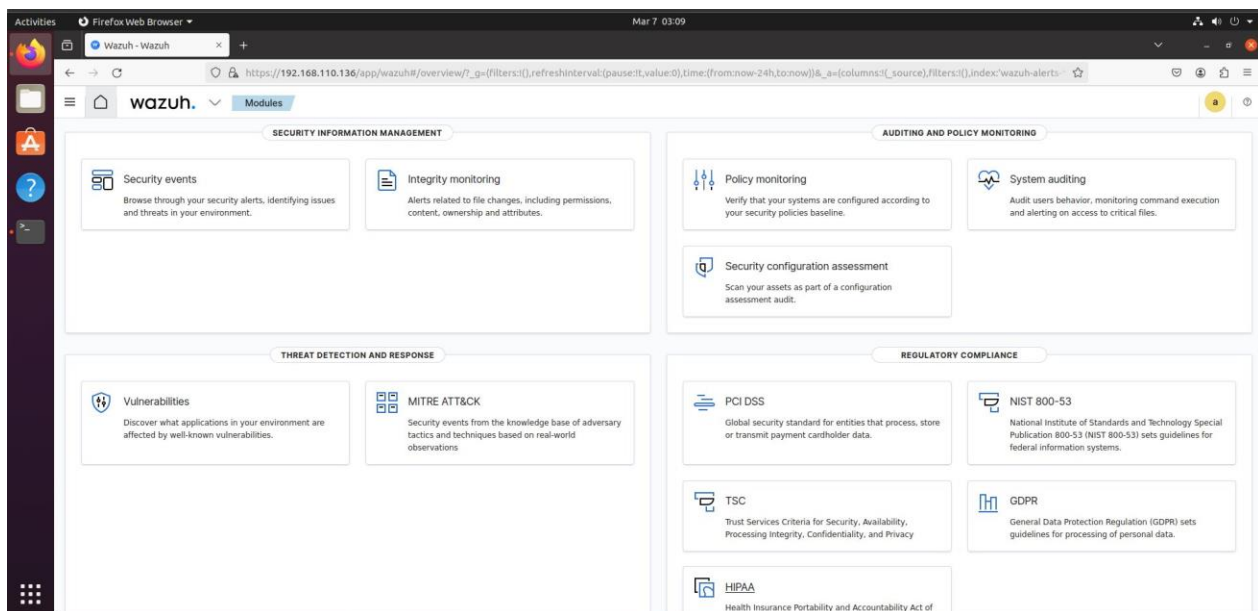 Activities
Firefox Web Browser
Mar 7 03:09
Wazuh - Wazuh
https://192.168.110.136/app/wazuh#/overview/?_g=(filters:!(),refreshInterval:(pause:!t,value:0),time:(from:now-24h,to:now))&_a=(columns:!(_source),filters:!(),index:'wazuh-alerts-
wazuh.
Modules
a
SECURITY INFORMATION MANAGEMENT
Security events
Browse through your security alerts, identifying issues
and threats in your environment.
Integrity monitoring
Alerts related to file changes, including permissions,
content, ownership and attributes.
AUDITING AND POLICY MONITORING
Policy monitoring
Verify that your systems are configured according to
your security policies baseline.
System auditing
Audit users behavior, monitoring command execution
and alerting on access to critical files.
Security configuration assessment
Scan your assets as part of a configuration
assessment audit.
THREAT DETECTION AND RESPONSE
Vulnerabilities
Discover what applications in your environment are
affected by well-known vulnerabilities.
MITRE ATT&CK
Security events from the knowledge base of adversary
tactics and techniques based on real-world
observations
REGULATORY COMPLIANCE
PCI DSS
Global security standard for entities that process, store
or transmit payment cardholder data.
NIST 800-53
National Institute of Standards and Technology Special
Publication 800-53 (NIST 800-53) sets guidelines for
federal information systems.
TSC
Trust Services Criteria for Security, Availability,
Processing Integrity, Confidentiality, and Privacy
GDPR
General Data Protection Regulation (GDPR) sets
guidelines for processing of personal data.
HIPAA
Health Insurance Portability and Accountability Act of